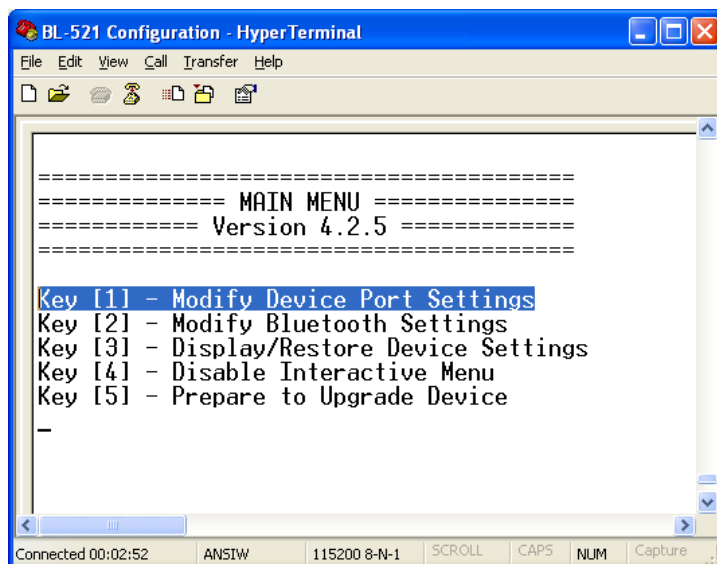 BL-521 Configuration - HyperTerminal
File Edit View Call Transfer Help
========================================
================ MAIN MENU ===============
============ Version 4.2.5 =============
========================================
Key [1] - Modify Device Port Settings
Key [2] - Modify Bluetooth Settings
Key [3] - Display/Restore Device Settings
Key [4] - Disable Interactive Menu
Key [5] - Prepare to Upgrade Device
_
Connected 00:02:52 ANSIW 115200 8-N-1 SCROLL CAPS NUM Capture